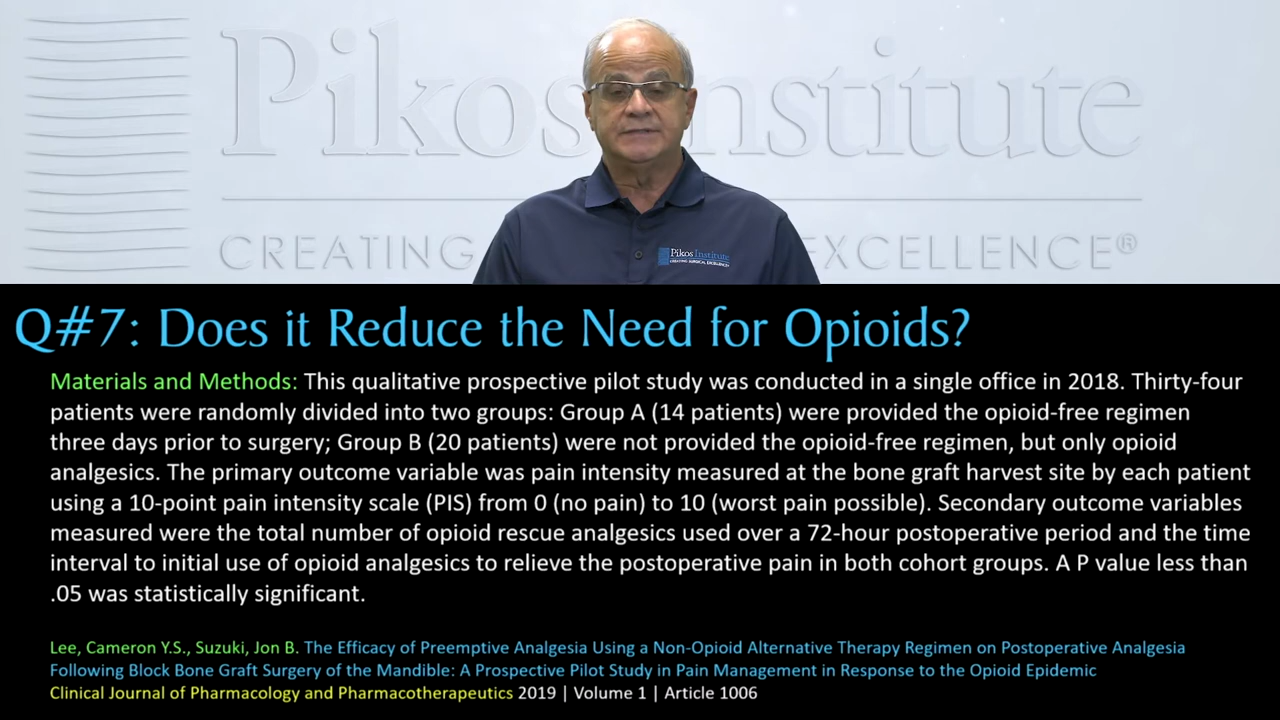 Pikos Institute
CREATING EXCELLENCE®
Pikos Institute
CREATING SURGICAL EXCELLENCE®
Q#7: Does it Reduce the Need for Opioids?
Materials and Methods: This qualitative prospective pilot study was conducted in a single office in 2018. Thirty-four
patients were randomly divided into two groups: Group A (14 patients) were provided the opioid-free regimen
three days prior to surgery; Group B (20 patients) were not provided the opioid-free regimen, but only opioid
analgesics. The primary outcome variable was pain intensity measured at the bone graft harvest site by each patient
using a 10-point pain intensity scale (PIS) from 0 (no pain) to 10 (worst pain possible). Secondary outcome variables
measured were the total number of opioid rescue analgesics used over a 72-hour postoperative period and the time
interval to initial use of opioid analgesics to relieve the postoperative pain in both cohort groups. A P value less than
.05 was statistically significant.
Lee, Cameron Y.S., Suzuki, Jon B. The Efficacy of Preemptive Analgesia Using a Non-Opioid Alternative Therapy Regimen on Postoperative Analgesia
Following Block Bone Graft Surgery of the Mandible: A Prospective Pilot Study in Pain Management in Response to the Opioid Epidemic
Clinical Journal of Pharmacology and Pharmacotherapeutics 2019 | Volume 1 | Article 1006